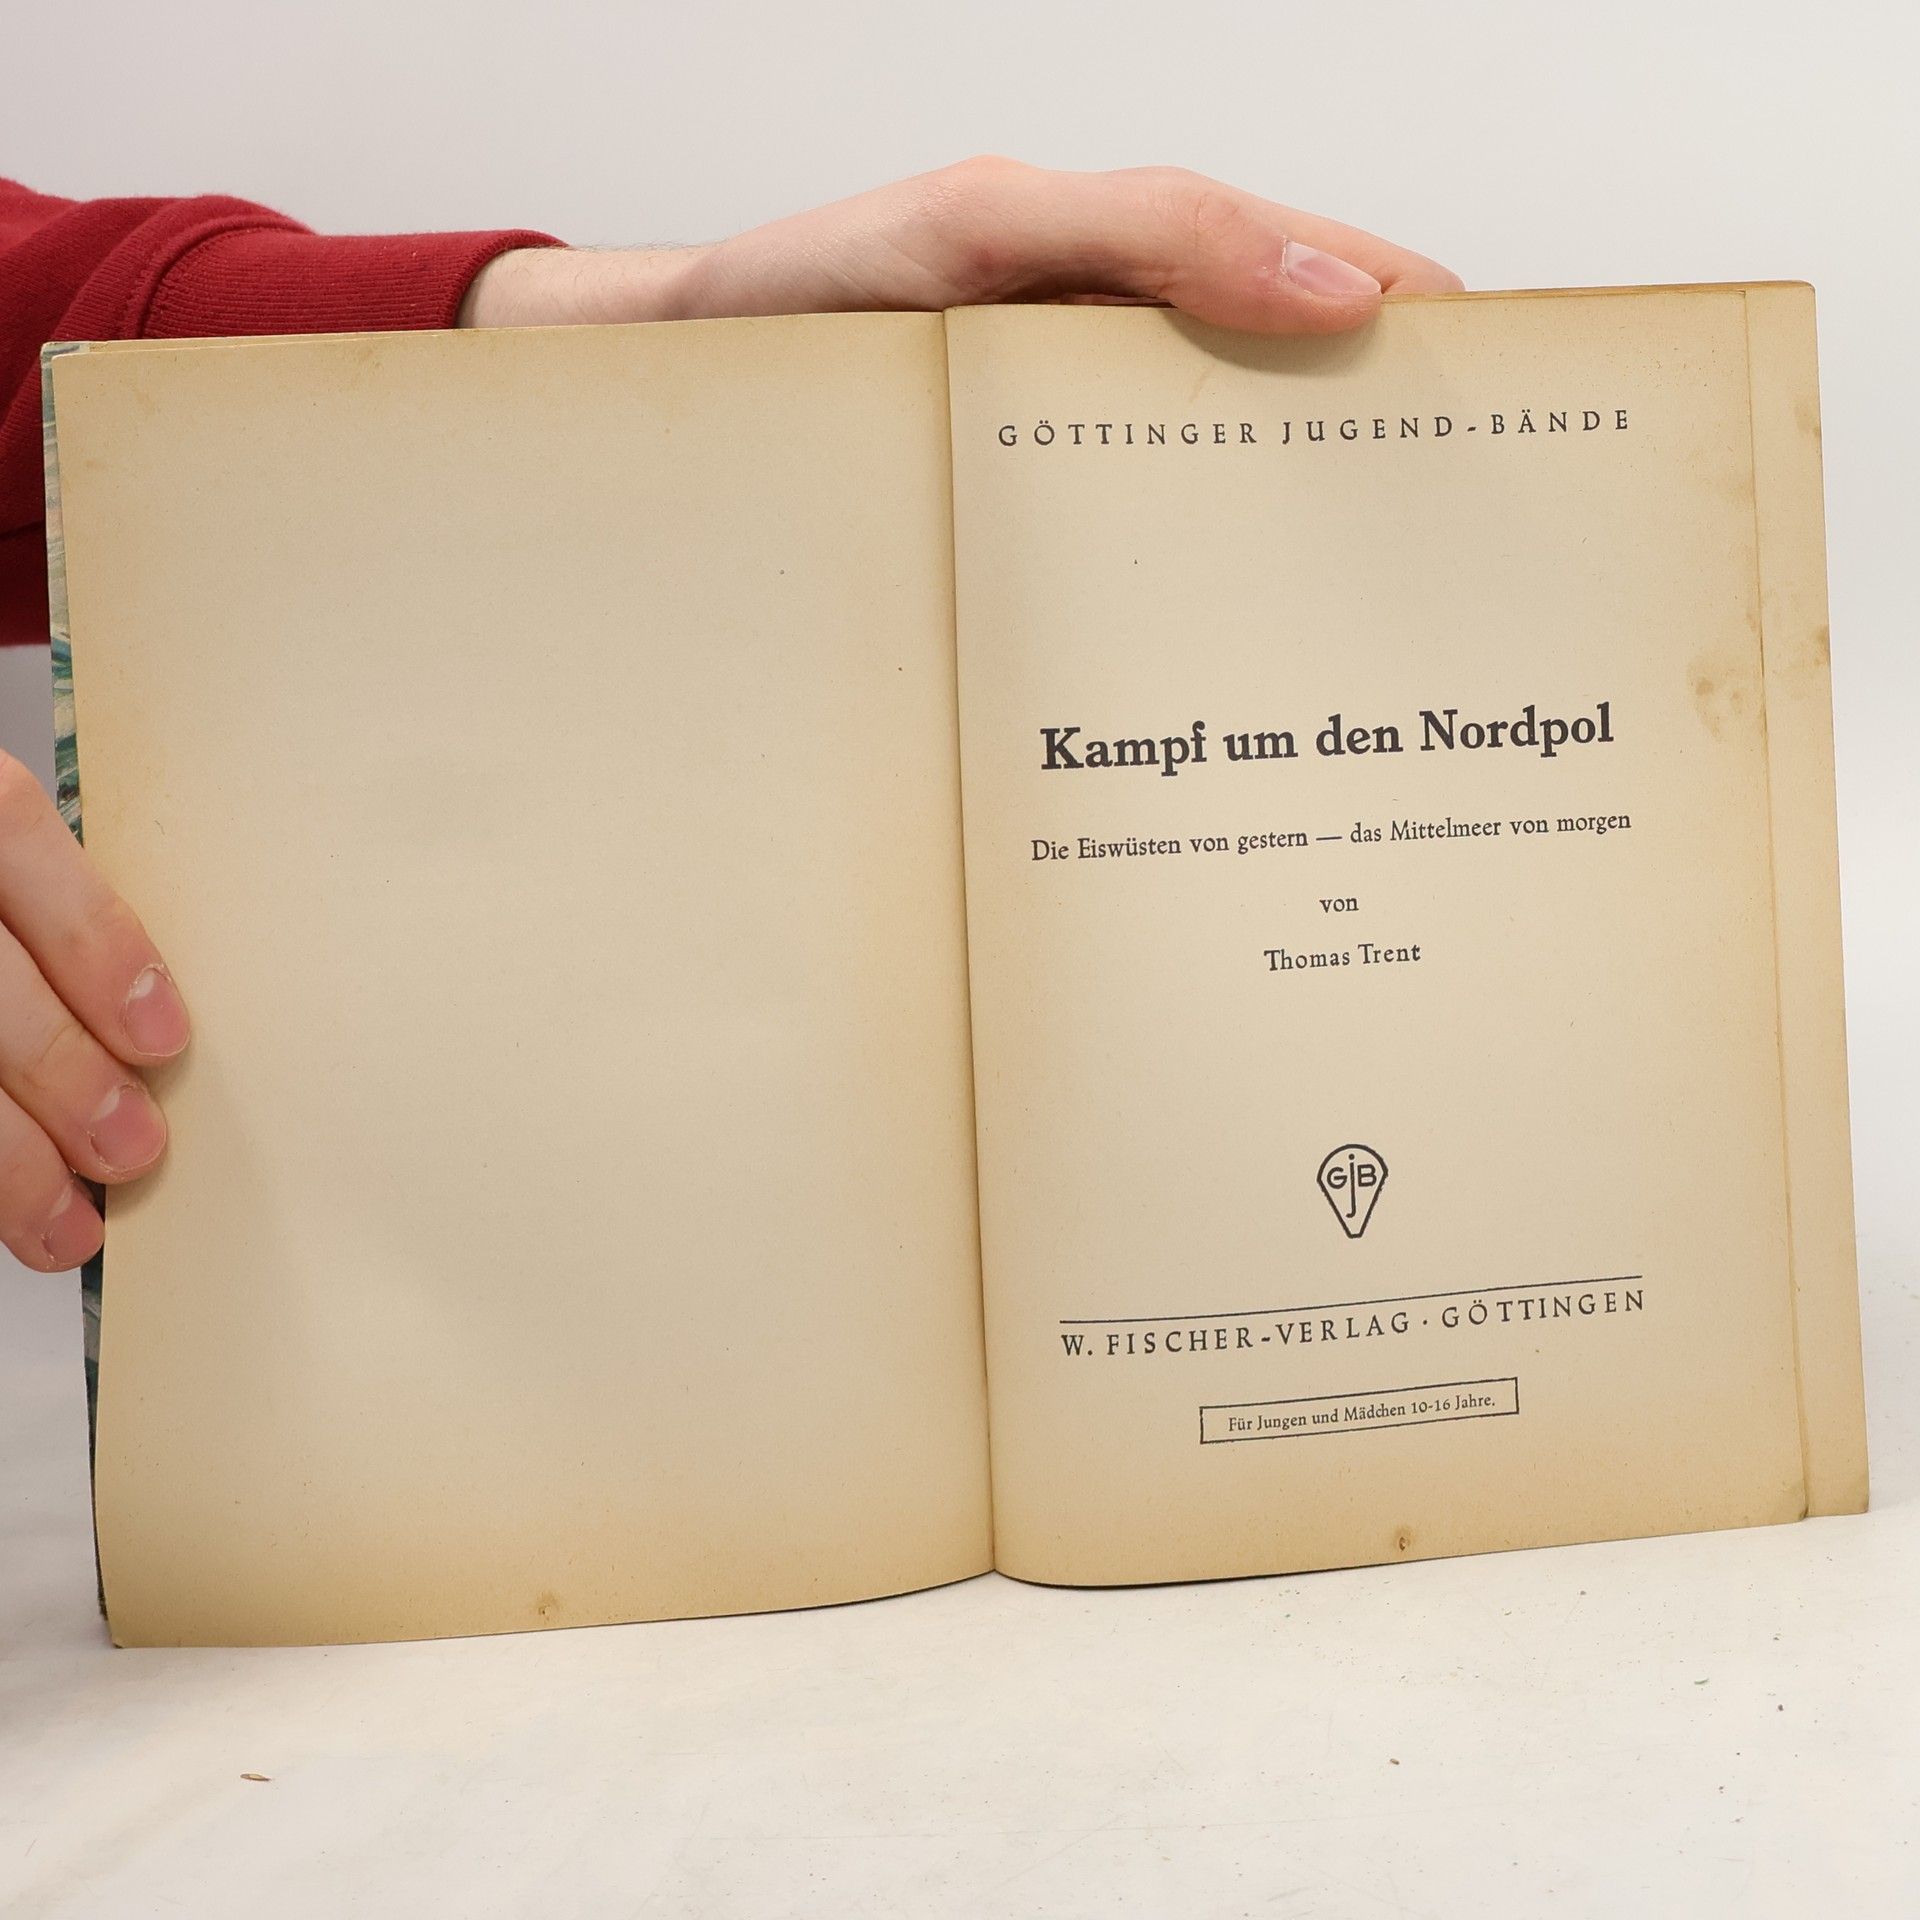 GÖTTINGER JUGEND-BÄNDE
Kampf um den Nordpol
Die Eiswüsten von gestern — das Mittelmeer von morgen
von
Thomas Trent
GjB
W. FISCHER-VERLAG · GÖTTINGEN
Für Jungen und Mädchen 10-16 Jahre.